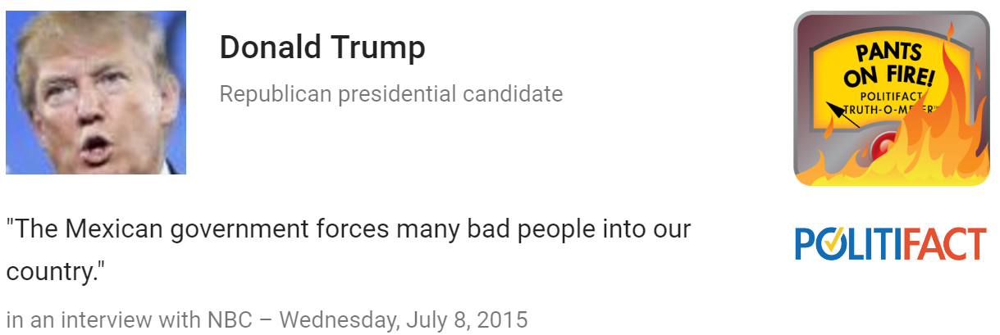 Donald Trump
Republican presidential candidate
PANTS
ON FIRE!
POLITIFACT
TRUTH-O-METER™
"The Mexican government forces many bad people into our
country."
in an interview with NBC – Wednesday, July 8, 2015
POLITIFACT